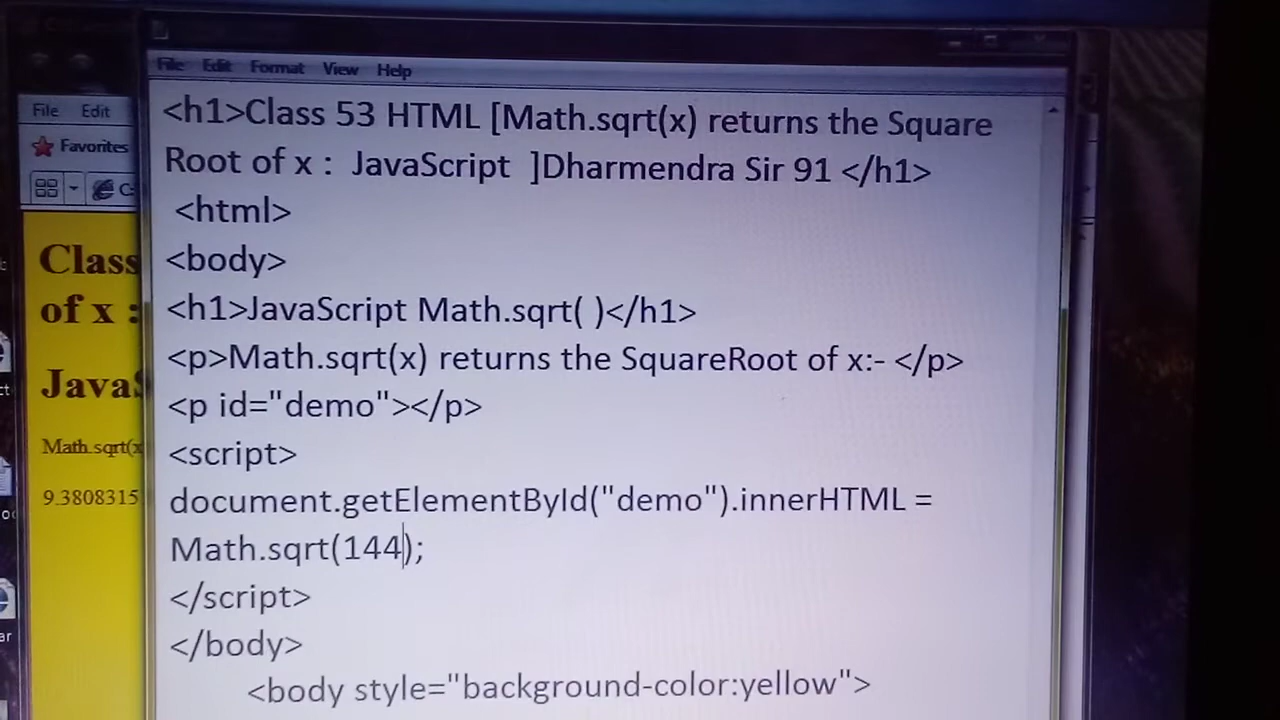 File Edit Format View Help
<h1>Class 53 HTML [Math.sqrt(x) returns the Square
Root of x : JavaScript ]Dharmendra Sir 91 </h1>
<html>
<body>
<h1>JavaScript Math.sqrt( )</h1>
<p>Math.sqrt(x) returns the SquareRoot of x:- </p>
<p id="demo"></p>
<script>
document.getElementById("demo").innerHTML =
Math.sqrt(144);
</script>
</body>
<body style="background-color:yellow">
File Edit
Favorites
Class
of x :
JavaS
Math.sqrt(x
9.3808315